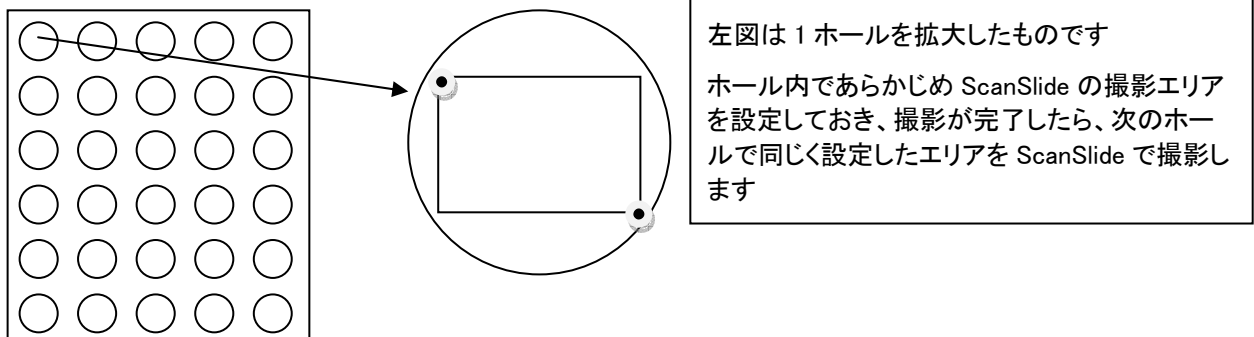 左図は 1 ホールを拡大したものです
ホール内であらかじめ ScanSlide の撮影エリア
を設定しておき、撮影が完了したら、次のホー
ルで同じく設定したエリアを ScanSlide で撮影し
ます